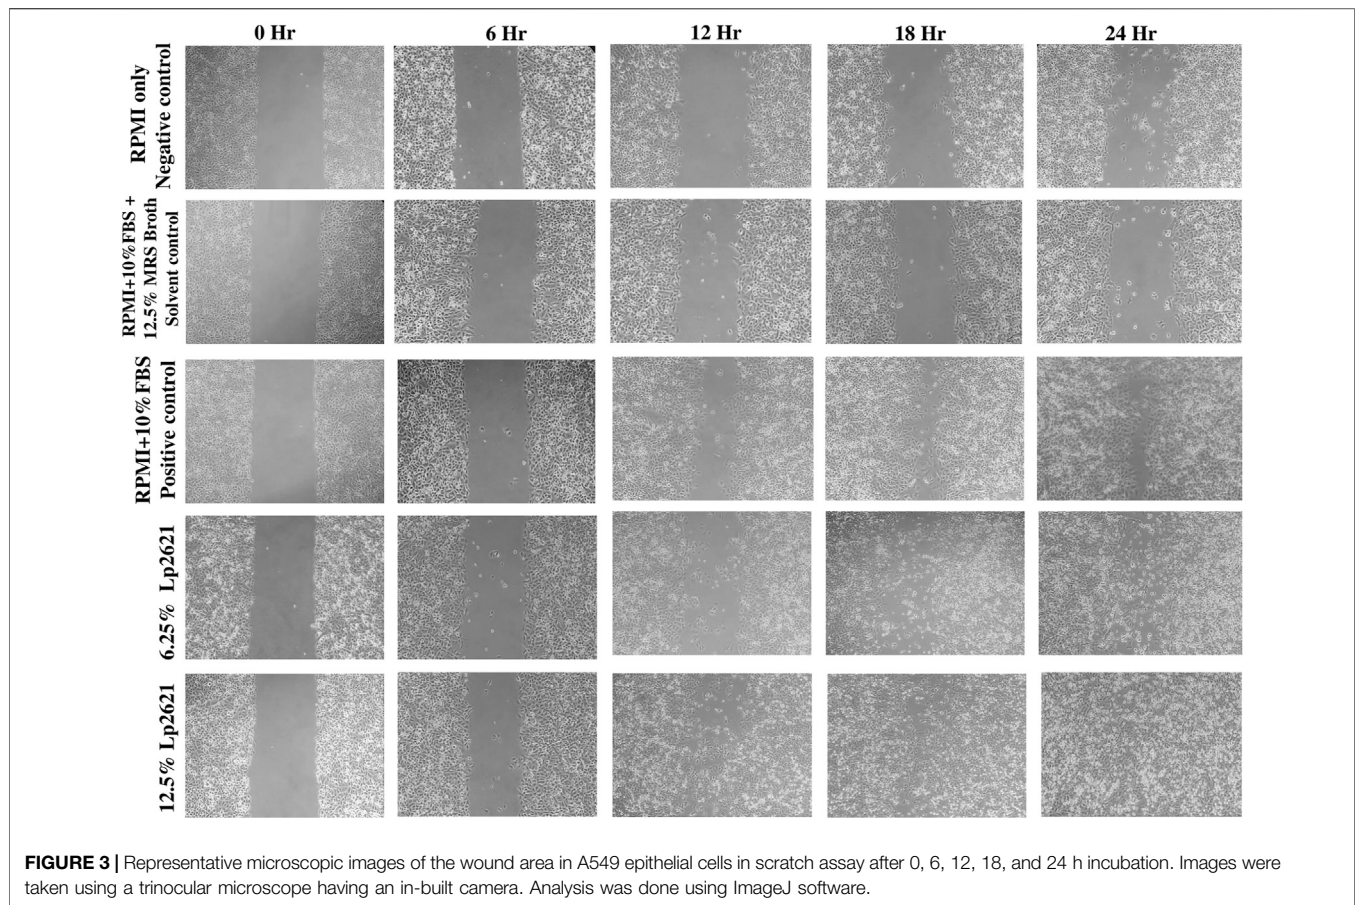 0 Hr 6 Hr 12 Hr 18 Hr 24 Hr
RPMI only
Negative control
RPMI+10%FBS +
12.5% MRS Broth
Solvent control
RPMI+10%FBS
Positive control
6.25% Lp2621
12.5% Lp2621
FIGURE 3 | Representative microscopic images of the wound area in A549 epithelial cells in scratch assay after 0, 6, 12, 18, and 24 h incubation. Images were
taken using a trinocular microscope having an in-built camera. Analysis was done using ImageJ software.